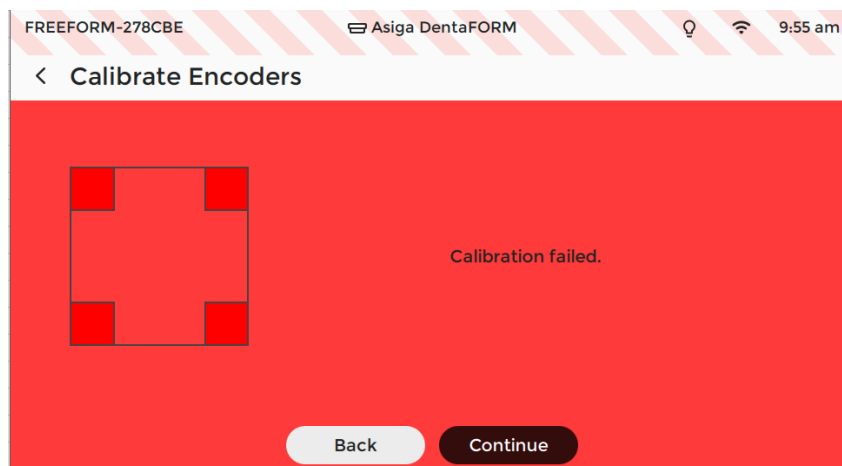 FREEFORM-278CBE Asiga DentaFORM 9:55 am
Calibrate Encoders
Calibration failed.
Back Continue